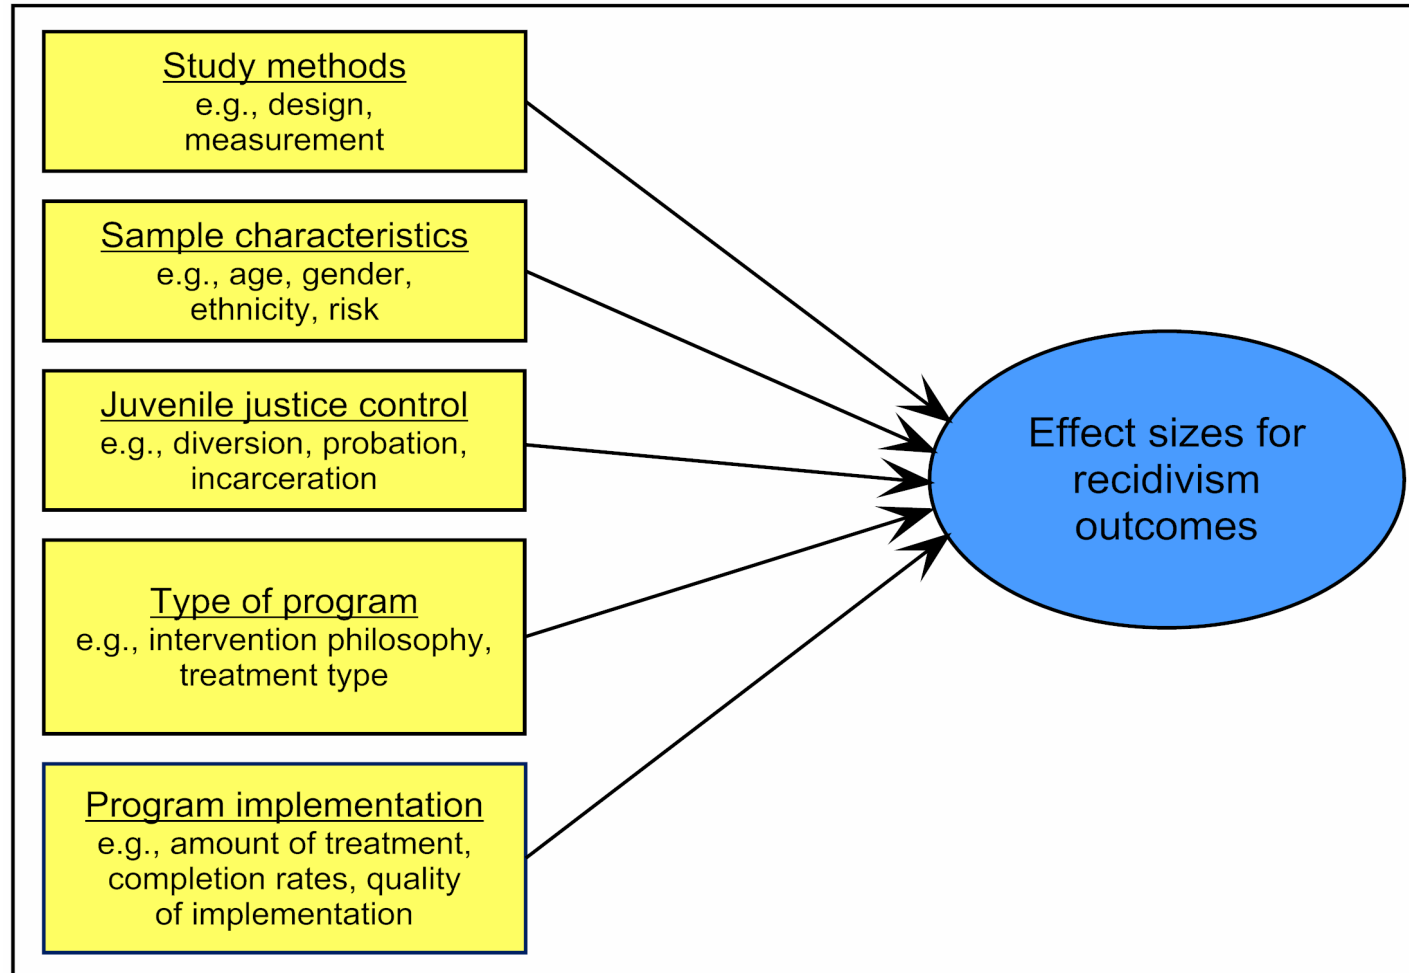 Study methods
e.g., design,
measurement
Sample characteristics
e.g., age, gender,
ethnicity, risk
Juvenile justice control
e.g., diversion, probation,
incarceration
Type of program
e.g., intervention philosophy,
treatment type
Program implementation
e.g., amount of treatment,
completion rates, quality
of implementation
Effect sizes for
recidivism
outcomes